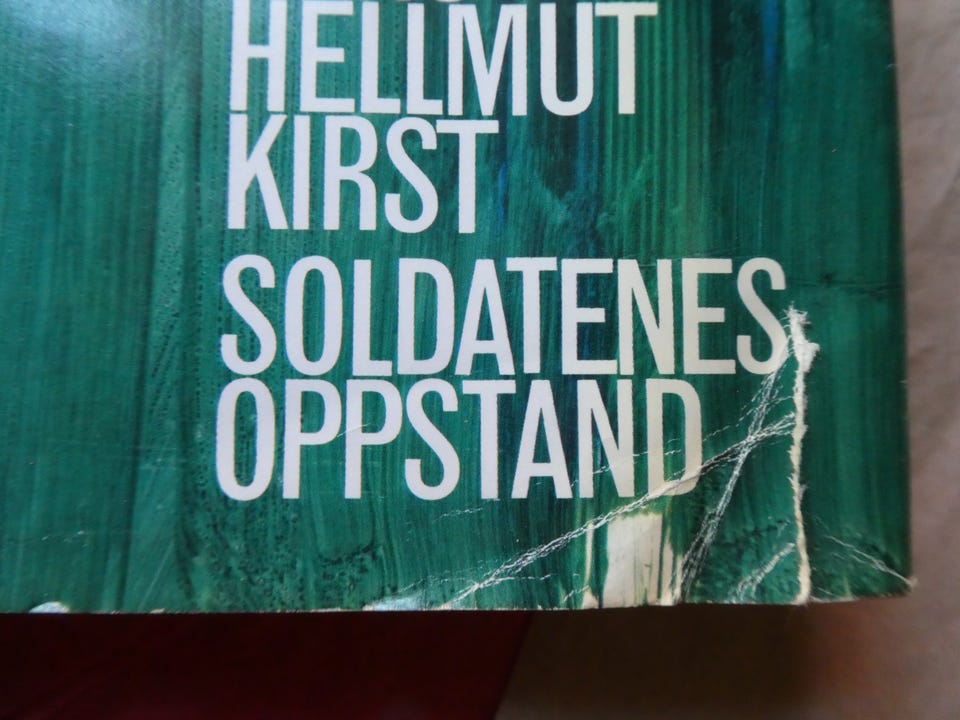 HELLMUT
KIRST
SOLDATENES
OPPSTAND